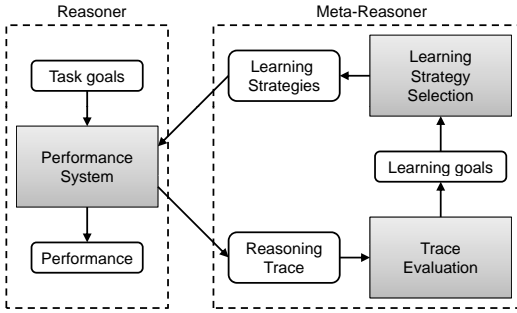 Reasoner
Meta-Reasoner
Task goals
Performance
System
Performance
Learning
Strategies
Learning
Strategy
Selection
Learning goals
Reasoning
Trace
Trace
Evaluation